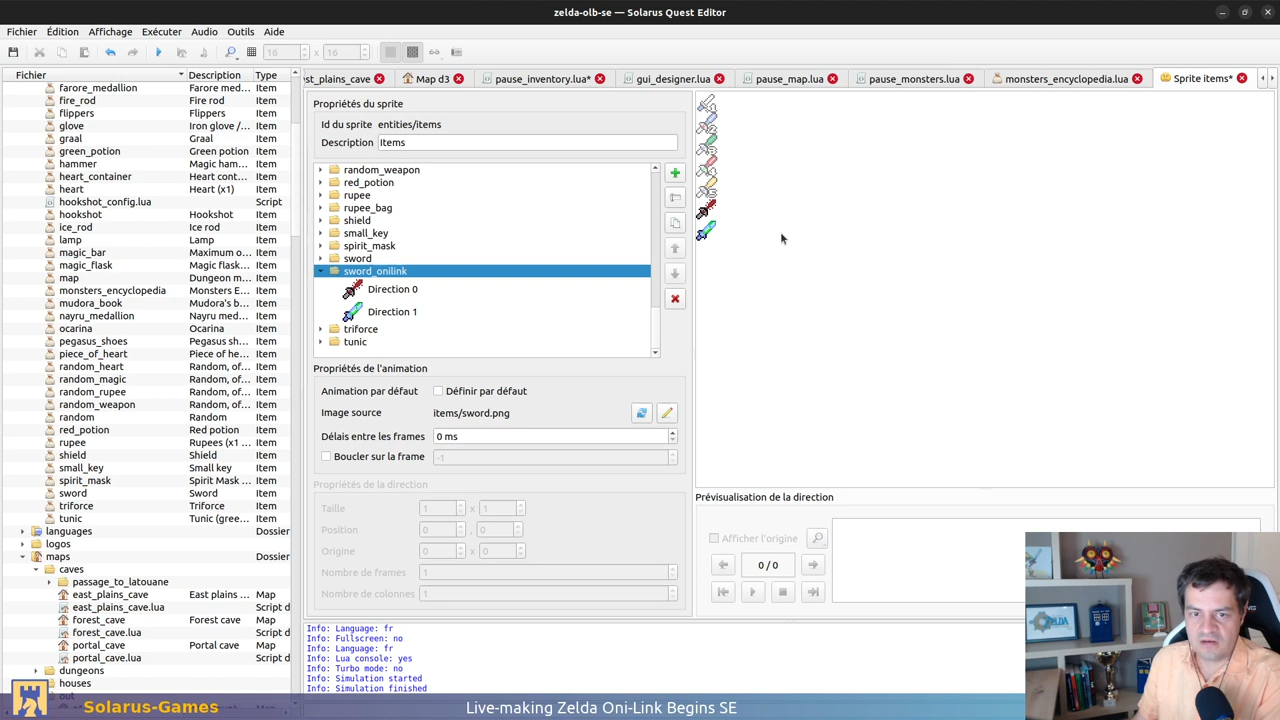 zelda-olb-se — Solarus Quest Editor
Fichier Édition Affichage Exécuter Audio Outils Aide
16 x 16
Fichier Description Type
st_plains_cave Map d3 pause_inventory.lua* gui_designer.lua pause_map.lua pause_monsters.lua monsters_encyclopedia.lua Sprite items*
farore_medallion Farore med... Item
fire_rod Fire rod Item
flippers Flippers Item
glove Iron glove /... Item
graal Graal Item
green_potion Green potion Item
hammer Magic ham... Item
heart_container Heart cont... Item
heart Heart (x1) Item
hookshot_config.lua Script
hookshot Hookshot Item
ice_rod Ice rod Item
lamp Lamp Item
magic_bar Maximum o... Item
magic_flask Magic flask... Item
map Dungeon m... Item
monsters_encyclopedia Monsters E... Item
mudora_book Mudora's b... Item
nayru_medallion Nayru med... Item
ocarina Ocarina Item
pegasus_shoes Pegasus sh... Item
piece_of_heart Piece of he... Item
random_heart Random, of... Item
random_magic Random, of... Item
random_rupee Random, of... Item
random_weapon Random, of... Item
random Random Item
red_potion Red potion Item
rupee Rupees (x1 ... Item
shield Shield Item
small_key Small key Item
spirit_mask Spirit Mask ... Item
sword Sword Item
triforce Triforce Item
tunic Tunic (gree... Item
languages Dossier
logos Dossier
maps Dossier
caves
passage_to_latouane
east_plains_cave East plains ... Map
east_plains_cave.lua Script d
forest_cave Forest cave Map
forest_cave.lua Script d
portal_cave Portal cave Map
portal_cave.lua Script d
dungeons
houses
Propriétés du sprite
Id du sprite entities/items
Description Items
random_weapon
red_potion
rupee
rupee_bag
shield
small_key
spirit_mask
sword
sword_onilink
Direction 0
Direction 1
triforce
tunic
Propriétés de l'animation
Animation par défaut Définir par défaut
Image source items/sword.png
Délais entre les frames 0 ms
Boucler sur la frame -1
Propriétés de la direction
Taille 1 x 1
Position 0 , 0
Origine 0 x 0
Nombre de frames 1
Nombre de colonnes 1
Prévisualisation de la direction
Afficher l'origine
0 / 0
Info: Language: fr
Info: Fullscreen: no
Info: Language: fr
Info: Lua console: yes
Info: Turbo mode: no
Info: Simulation started
Info: Simulation finished
Solarus-Games Live-making Zelda Oni-Link Begins SE